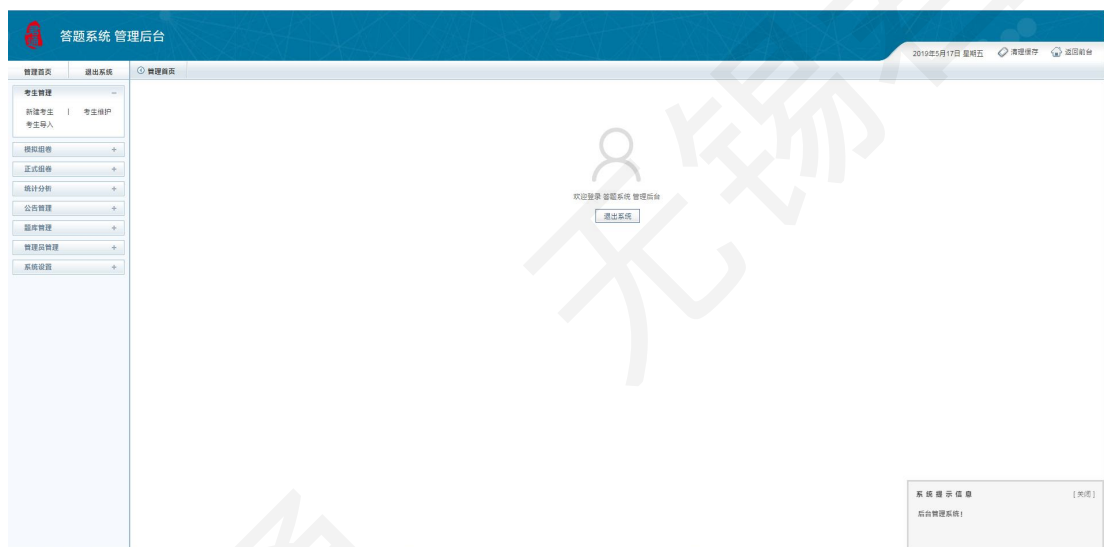 答题系统 管理后台
2019年5月17日 星期五 清理缓存 返回前台
管理首页 退出系统 管理首页
考生管理 −
新建考生 | 考生维护
考生导入
模拟组卷 +
正式组卷 +
统计分析 +
公告管理 +
题库管理 +
管理员管理 +
系统设置 +
欢迎登录 答题系统 管理后台
退出系统
系统提示信息 [关闭]
后台管理系统!
无锡